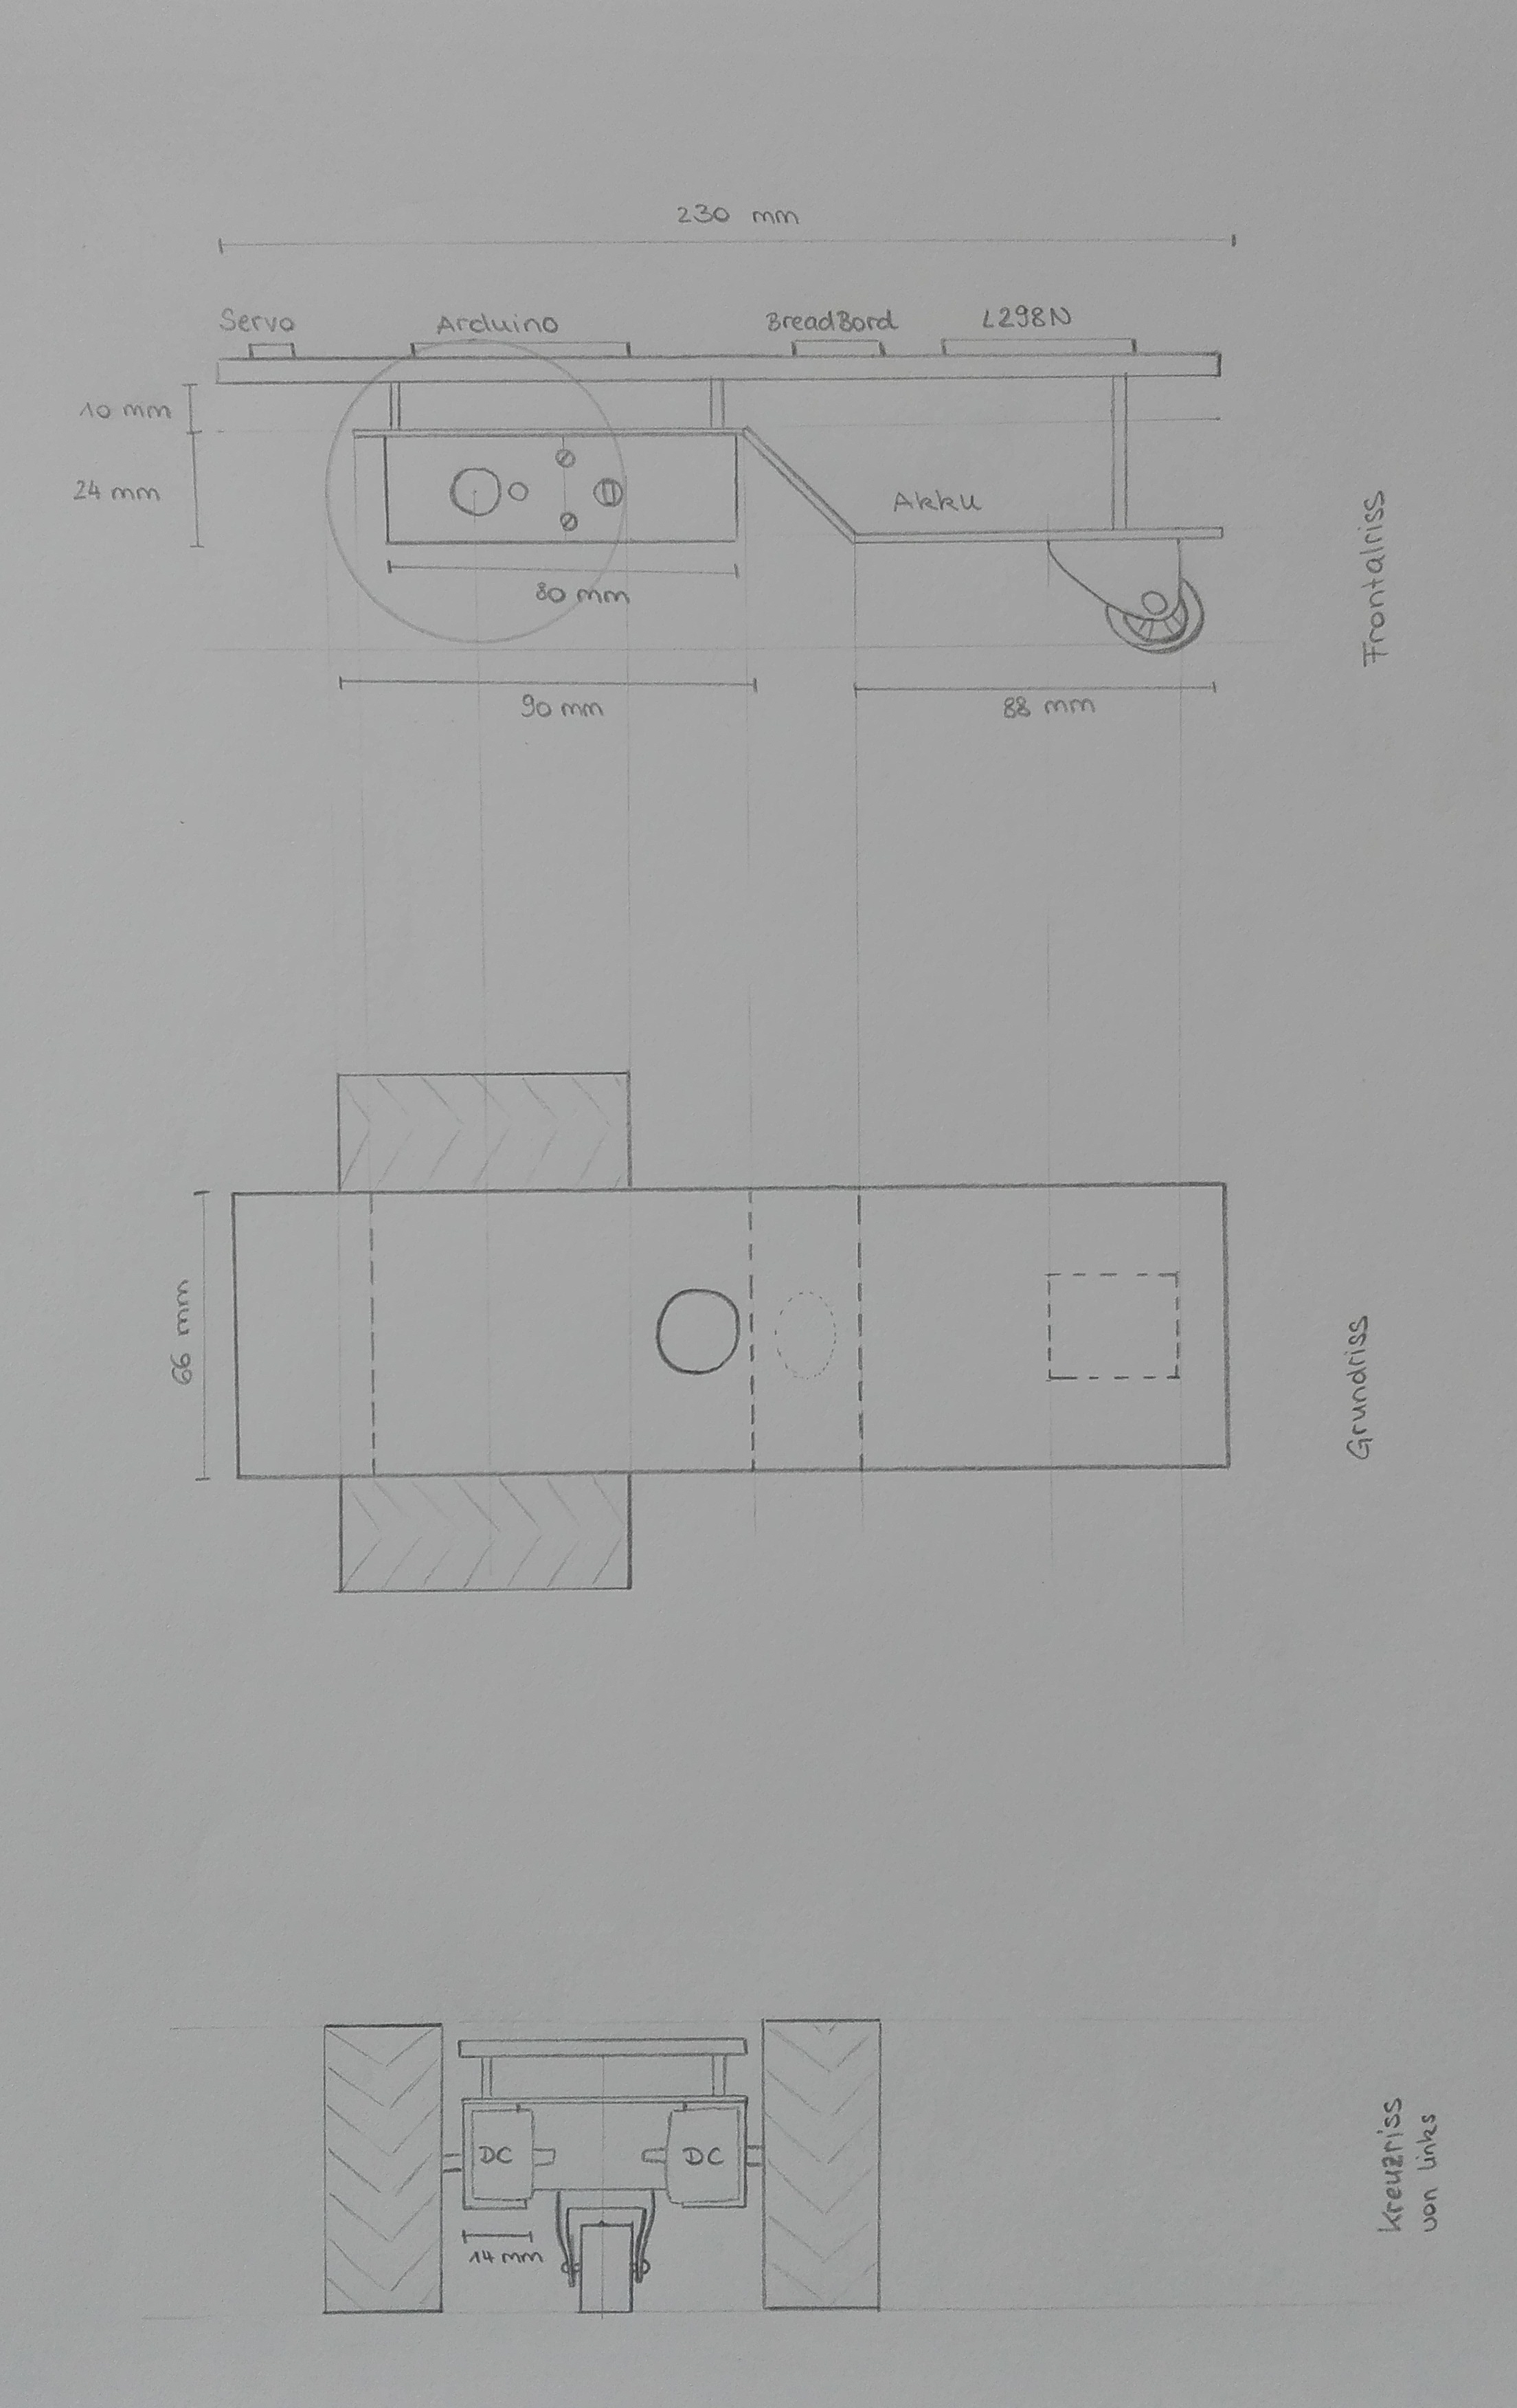 230 mm
Servo
Arduino
BreadBord
L298N
10 mm
24 mm
Akku
80 mm
90 mm
88 mm
Frontalriss
66 mm
Grundriss
DC
DC
14 mm
Kreuzriss
von links